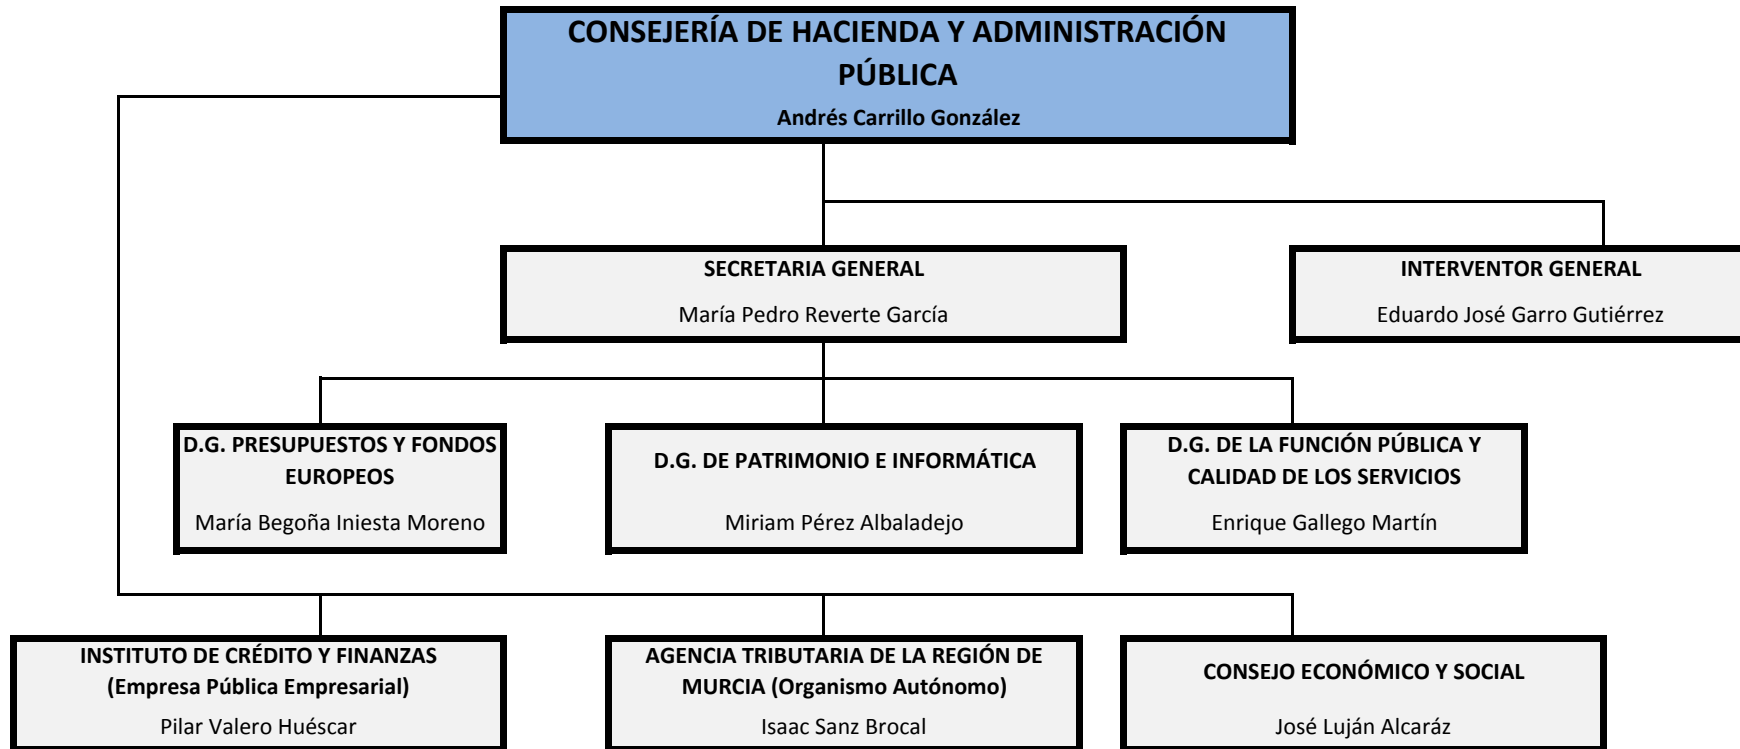 CONSEJERÍA DE HACIENDA Y ADMINISTRACIÓN
PÚBLICA
Andrés Carrillo González
SECRETARIA GENERAL
María Pedro Reverte García
INTERVENTOR GENERAL
Eduardo José Garro Gutiérrez
D.G. PRESUPUESTOS Y FONDOS
EUROPEOS
María Begoña Iniesta Moreno
D.G. DE PATRIMONIO E INFORMÁTICA
Miriam Pérez Albaladejo
D.G. DE LA FUNCIÓN PÚBLICA Y
CALIDAD DE LOS SERVICIOS
Enrique Gallego Martín
INSTITUTO DE CRÉDITO Y FINANZAS
(Empresa Pública Empresarial)
Pilar Valero Huéscar
AGENCIA TRIBUTARIA DE LA REGIÓN DE
MURCIA (Organismo Autónomo)
Isaac Sanz Brocal
CONSEJO ECONÓMICO Y SOCIAL
José Luján Alcaráz